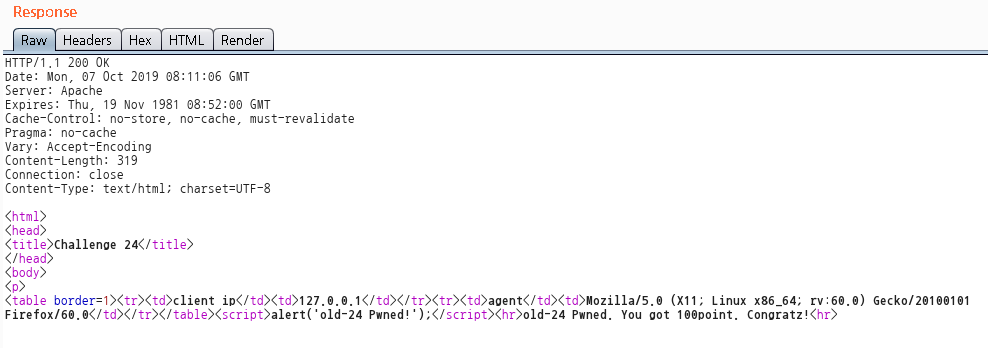 Response
Raw Headers Hex HTML Render
HTTP/1.1 200 OK
Date: Mon, 07 Oct 2019 08:11:06 GMT
Server: Apache
Expires: Thu, 19 Nov 1981 08:52:00 GMT
Cache-Control: no-store, no-cache, must-revalidate
Pragma: no-cache
Vary: Accept-Encoding
Content-Length: 319
Connection: close
Content-Type: text/html; charset=UTF-8

<html>
<head>
<title>Challenge 24</title>
</head>
<body>
<p>
<table border=1><tr><td>client ip</td><td>127.0.0.1</td></tr><tr><td>agent</td><td>Mozilla/5.0 (X11; Linux x86_64; rv:60.0) Gecko/20100101
Firefox/60.0</td></tr></table><script>alert('old-24 Pwned!');</script><hr>old-24 Pwned. You got 100point. Congratz!<hr>